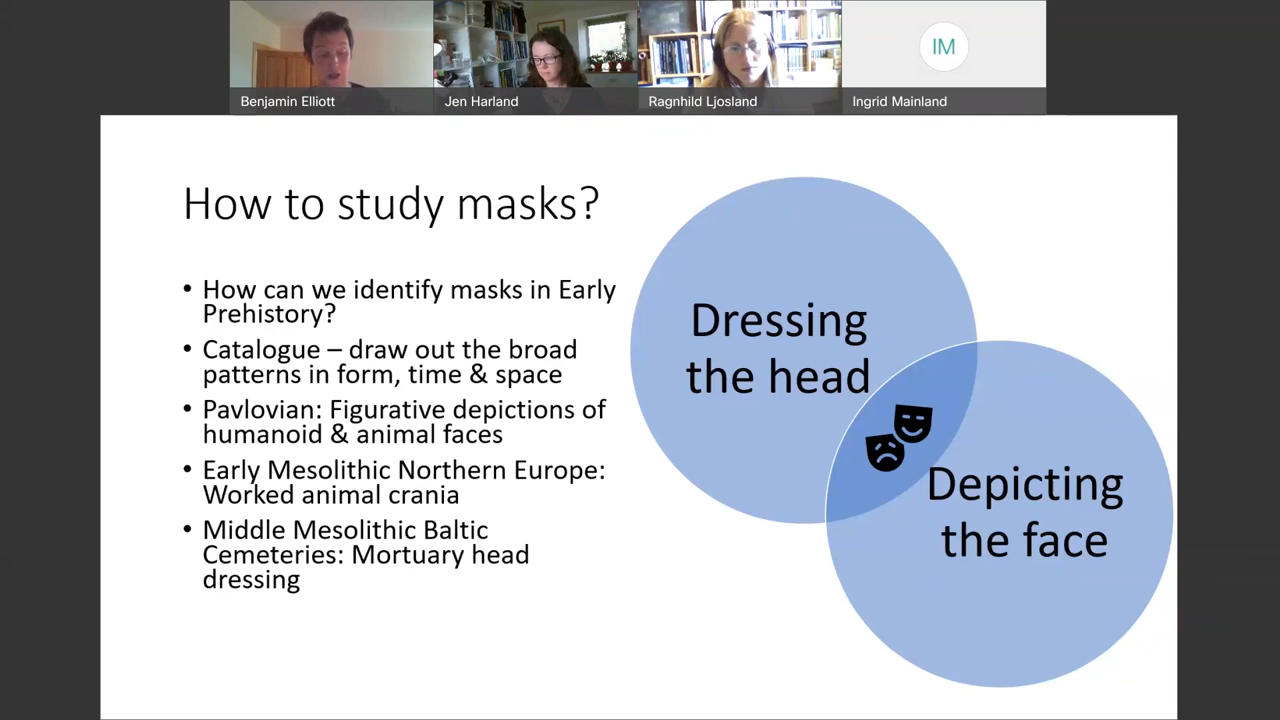 IM
Benjamin Elliott
Jen Harland
Ragnhild Ljosland
Ingrid Mainland
How to study masks?
• How can we identify masks in Early
Prehistory?
• Catalogue – draw out the broad
patterns in form, time & space
• Pavlovian: Figurative depictions of
humanoid & animal faces
• Early Mesolithic Northern Europe:
Worked animal crania
• Middle Mesolithic Baltic
Cemeteries: Mortuary head
dressing
Dressing
the head
Depicting
the face